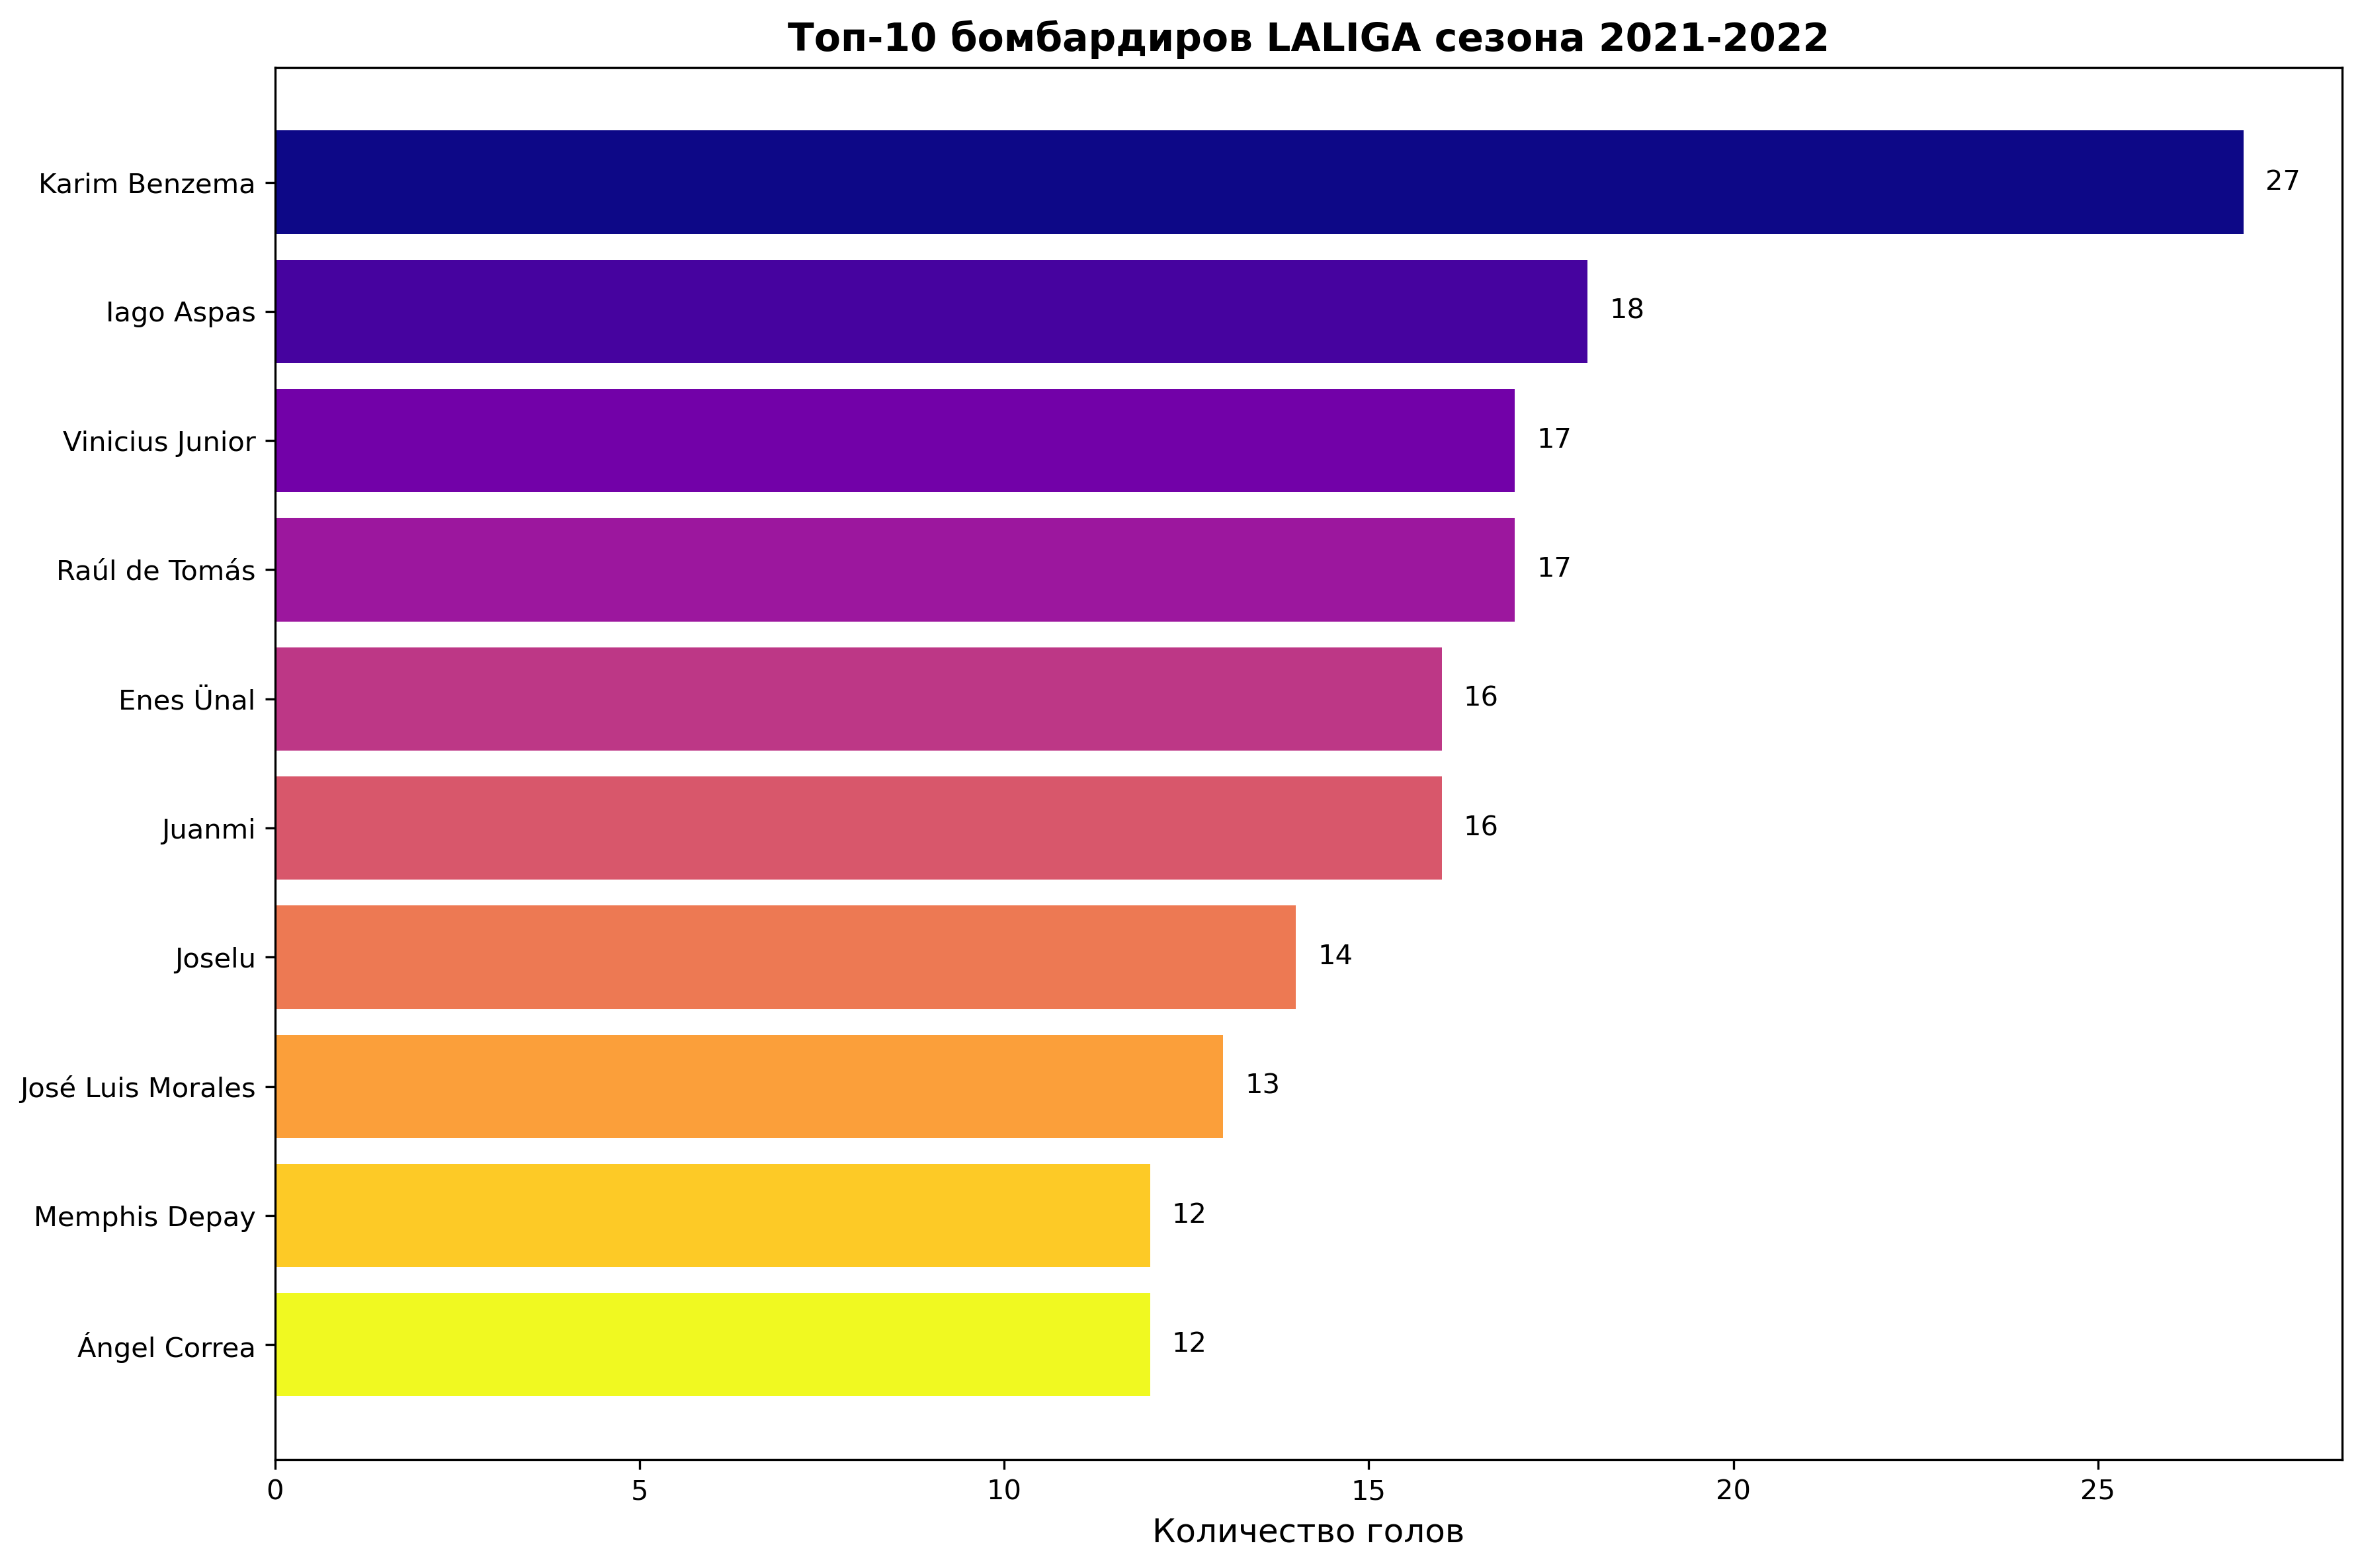 Топ-10 бомбардиров LALIGA сезона 2021-2022
Karim Benzema 27
Iago Aspas 18
Vinicius Junior 17
Raúl de Tomás 17
Enes Ünal 16
Juanmi 16
Joselu 14
José Luis Morales 13
Memphis Depay 12
Ángel Correa 12
0 5 10 15 20 25
Количество голов